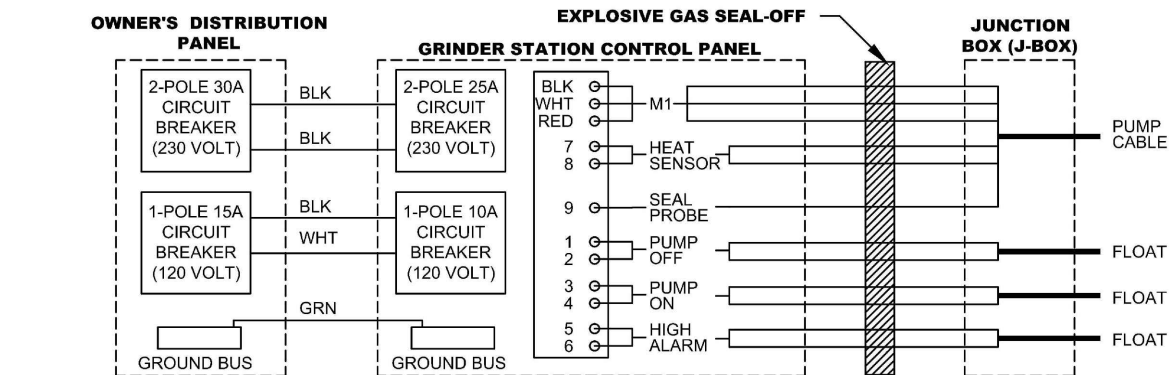 OWNER'S DISTRIBUTION
PANEL
EXPLOSIVE GAS SEAL-OFF
GRINDER STATION CONTROL PANEL
JUNCTION
BOX (J-BOX)
2-POLE 30A
CIRCUIT
BREAKER
(230 VOLT)
BLK
BLK
2-POLE 25A
CIRCUIT
BREAKER
(230 VOLT)
1-POLE 15A
CIRCUIT
BREAKER
(120 VOLT)
BLK
WHT
1-POLE 10A
CIRCUIT
BREAKER
(120 VOLT)
GRN
GROUND BUS
GROUND BUS
BLK
WHT
RED
M1
7
8
HEAT
SENSOR
9
SEAL
PROBE
1
2
PUMP
OFF
3
4
PUMP
ON
5
6
HIGH
ALARM
PUMP
CABLE
FLOAT
FLOAT
FLOAT